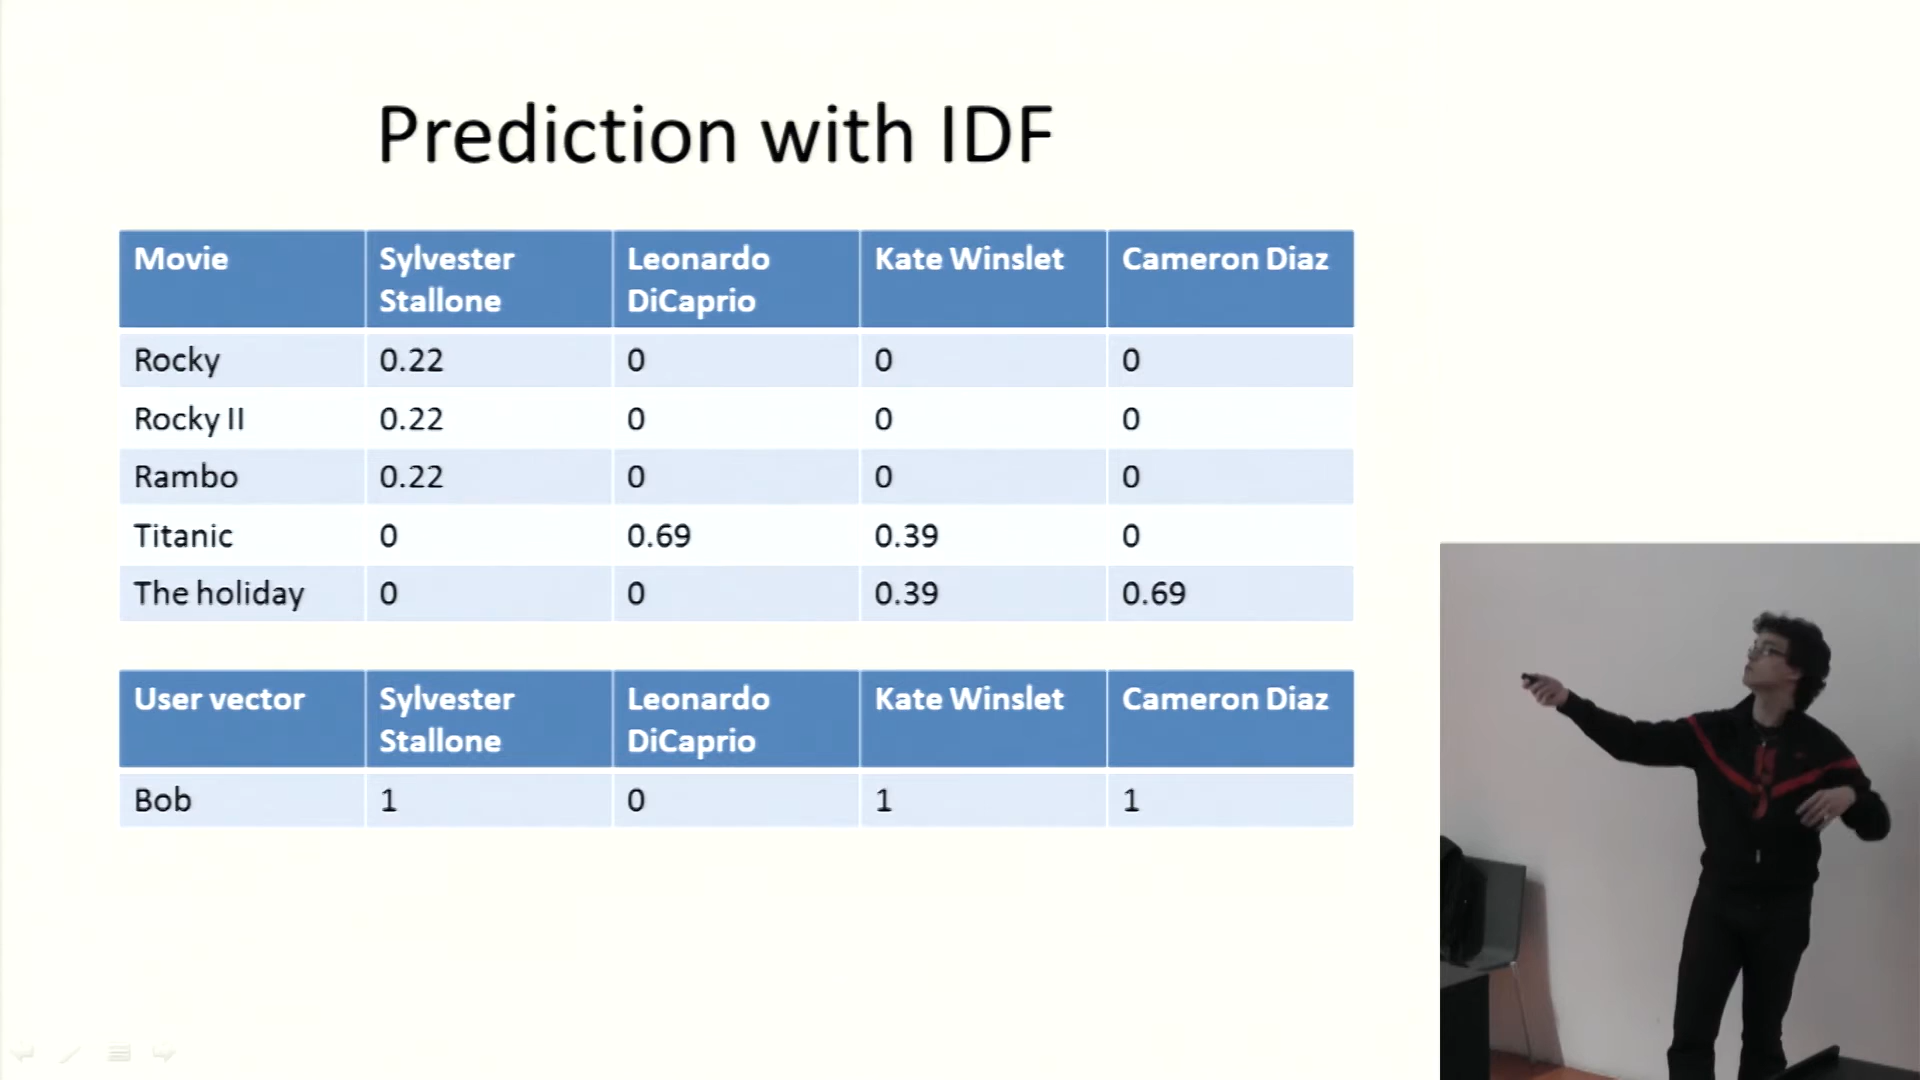 Prediction with IDF
Movie Sylvester Stallone Leonardo DiCaprio Kate Winslet Cameron Diaz
Rocky 0.22 0 0 0
Rocky II 0.22 0 0 0
Rambo 0.22 0 0 0
Titanic 0 0.69 0.39 0
The holiday 0 0 0.39 0.69
User vector Sylvester Stallone Leonardo DiCaprio Kate Winslet Cameron Diaz
Bob 1 0 1 1